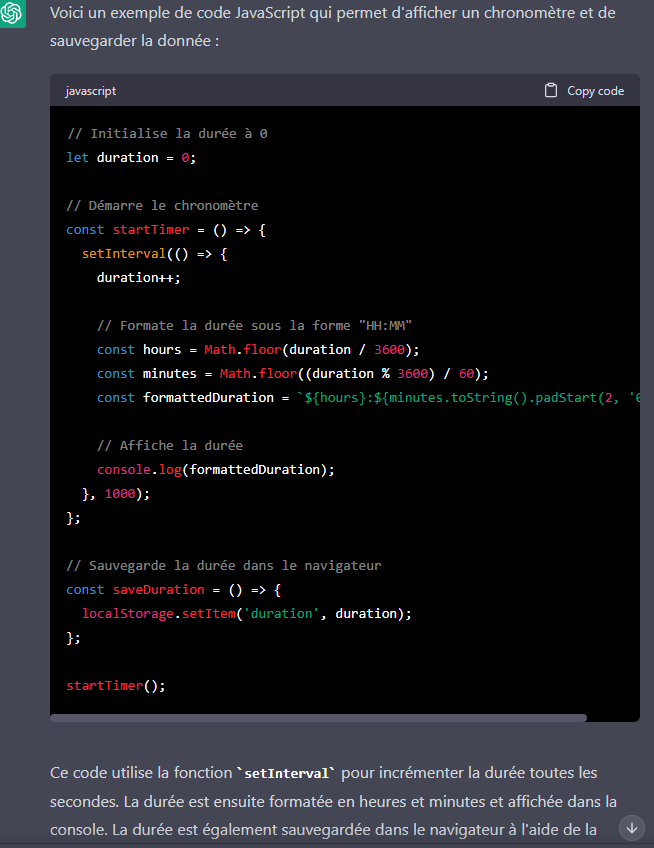 Voici un exemple de code JavaScript qui permet d'afficher un chronomètre et de
sauvegarder la donnée :
javascript
Copy code
// Initialise la durée à 0
let duration = 0;
// Démarre le chronomètre
const startTimer = () => {
setInterval(() => {
duration++;
// Formate la durée sous la forme "HH:MM"
const hours = Math.floor(duration / 3600);
const minutes = Math.floor((duration % 3600) / 60);
const formattedDuration = `${hours}:${minutes.toString().padStart(2, '
// Affiche la durée
console.log(formattedDuration);
}, 1000);
};
// Sauvegarde la durée dans le navigateur
const saveDuration = () => {
localStorage.setItem('duration', duration);
};
startTimer();
Ce code utilise la fonction `setInterval` pour incrémenter la durée toutes les
secondes. La durée est ensuite formatée en heures et minutes et affichée dans la
console. La durée est également sauvegardée dans le navigateur à l'aide de la